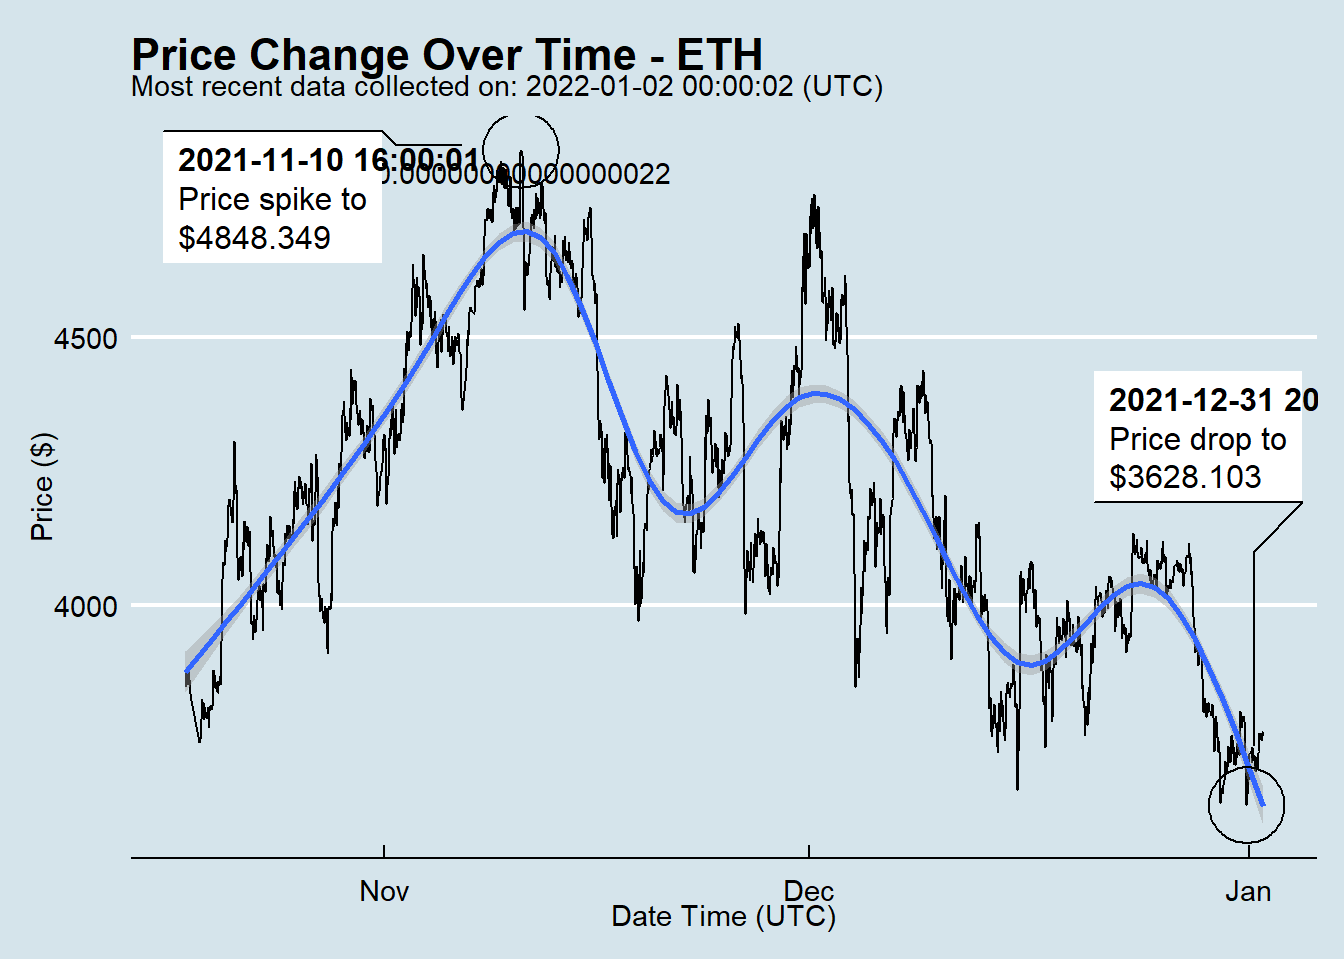 Price Change Over Time - ETH
Most recent data collected on: 2022-01-02 00:00:02 (UTC)
2021-11-10 16:00:01
Price spike to
$4848.349
4500
2021-12-31 20
Price drop to
$3628.103
Price ($)
4000
Nov
Dec
Jan
Date Time (UTC)